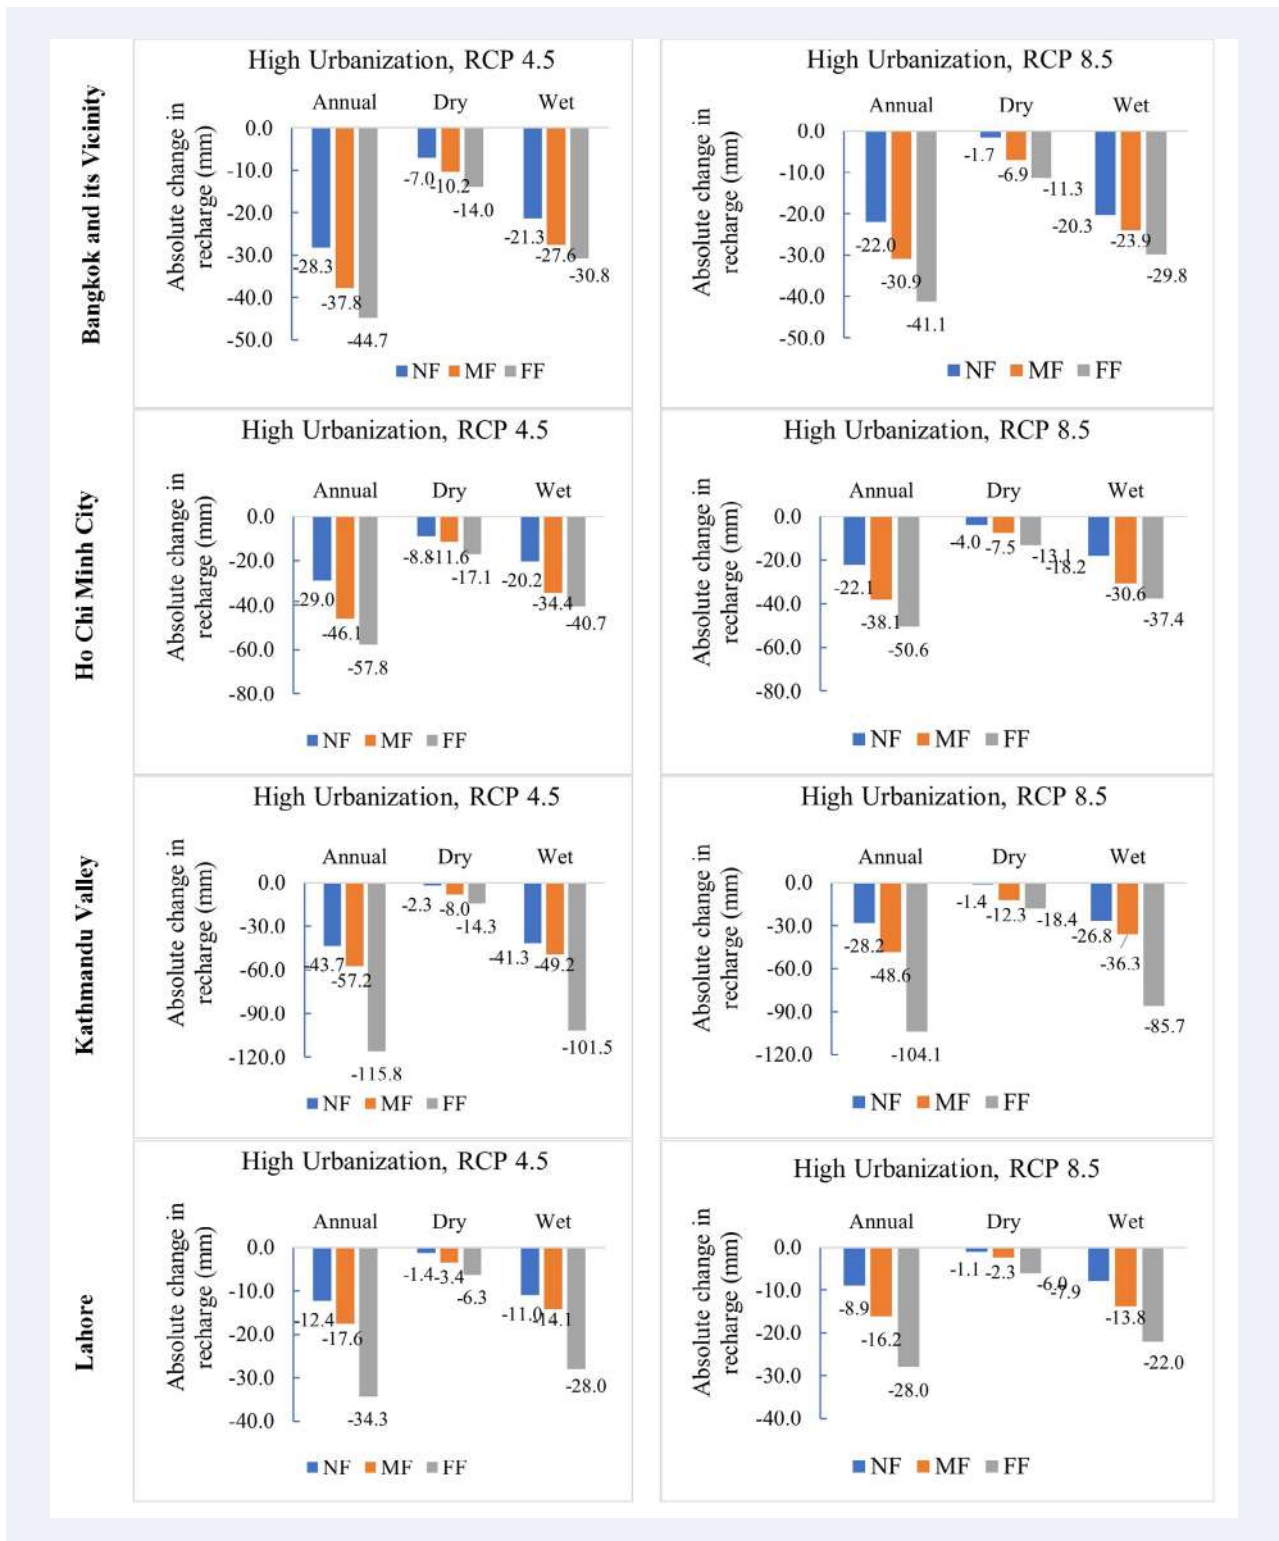 Bangkok and its Vicinity
High Urbanization, RCP 4.5
Absolute change in
recharge (mm)
Annual Dry Wet
0.0
-10.0
-20.0
-30.0
-40.0
-50.0
-28.3
-37.8
-44.7
-7.0
-10.2
-14.0
-21.3
-27.6
-30.8
NF MF FF
High Urbanization, RCP 8.5
Absolute change in
recharge (mm)
Annual Dry Wet
0.0
-10.0
-20.0
-30.0
-40.0
-50.0
-22.0
-30.9
-41.1
-1.7
-6.9
-11.3
-20.3
-23.9
-29.8
NF MF FF
Ho Chi Minh City
High Urbanization, RCP 4.5
Absolute change in
recharge (mm)
Annual Dry Wet
0.0
-20.0
-40.0
-60.0
-80.0
-29.0
-46.1
-57.8
-8.8
-11.6
-17.1
-20.2
-34.4
-40.7
NF MF FF
High Urbanization, RCP 8.5
Absolute change in
recharge (mm)
Annual Dry Wet
0.0
-20.0
-40.0
-60.0
-80.0
-22.1
-38.1
-50.6
-4.0
-7.5
-13.1
-18.2
-30.6
-37.4
NF MF FF
Kathmandu Valley
High Urbanization, RCP 4.5
Absolute change in
recharge (mm)
Annual Dry Wet
0.0
-30.0
-60.0
-90.0
-120.0
-43.7
-57.2
-115.8
-2.3
-8.0
-14.3
-41.3
-49.2
-101.5
NF MF FF
High Urbanization, RCP 8.5
Absolute change in
recharge (mm)
Annual Dry Wet
0.0
-30.0
-60.0
-90.0
-120.0
-28.2
-48.6
-104.1
-1.4
-12.3
-18.4
-26.8
-36.3
-85.7
NF MF FF
Lahore
High Urbanization, RCP 4.5
Absolute change in
recharge (mm)
Annual Dry Wet
0.0
-10.0
-20.0
-30.0
-40.0
-12.4
-17.6
-34.3
-1.4
-3.4
-6.3
-11.0
-14.1
-28.0
NF MF FF
High Urbanization, RCP 8.5
Absolute change in
recharge (mm)
Annual Dry Wet
0.0
-10.0
-20.0
-30.0
-40.0
-8.9
-16.2
-28.0
-1.1
-2.3
-6.0
-7.9
-13.8
-22.0
NF MF FF